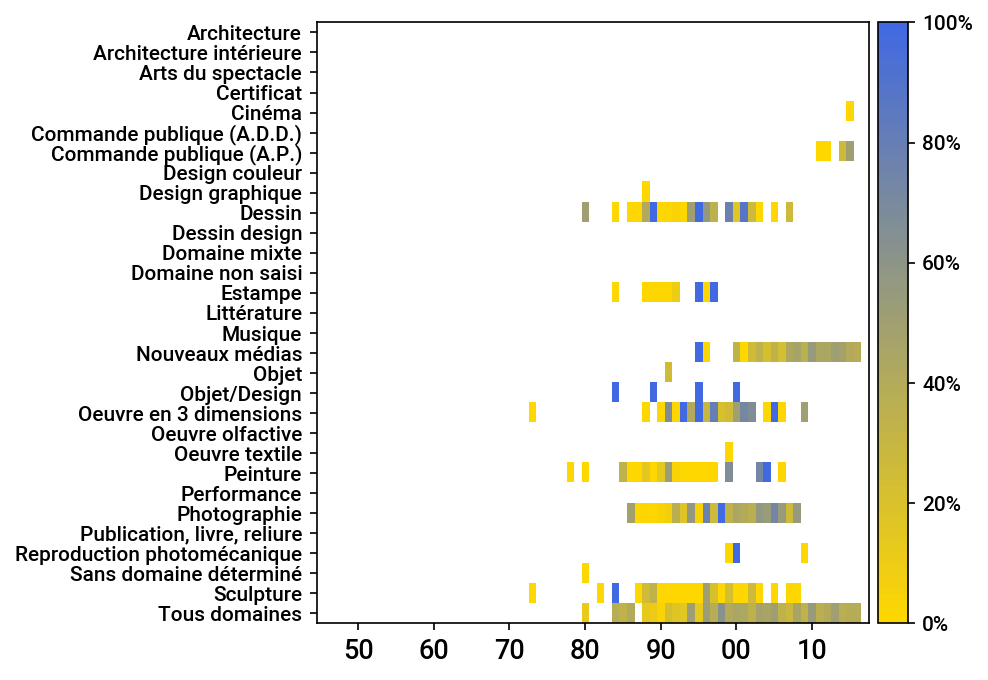 Architecture
Architecture intérieure
Arts du spectacle
Certificat
Cinéma
Commande publique (A.D.D.)
Commande publique (A.P.)
Design couleur
Design graphique
Dessin
Dessin design
Domaine mixte
Domaine non saisi
Estampe
Littérature
Musique
Nouveaux médias
Objet
Objet/Design
Oeuvre en 3 dimensions
Oeuvre olfactive
Oeuvre textile
Peinture
Performance
Photographie
Publication, livre, reliure
Reproduction photomécanique
Sans domaine déterminé
Sculpture
Tous domaines
50 60 70 80 90 00 10
100%
80%
60%
40%
20%
0%